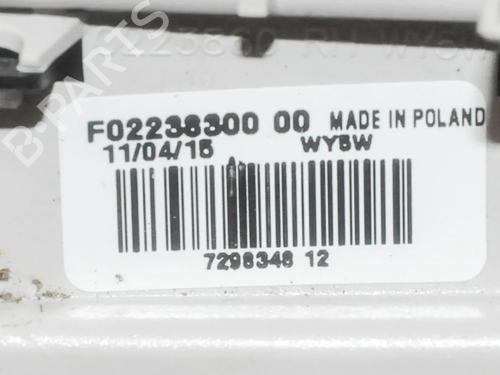 F02238300 00 MADE IN POLAND
11/04/15 WY5W
7298348 12
B-PARTS